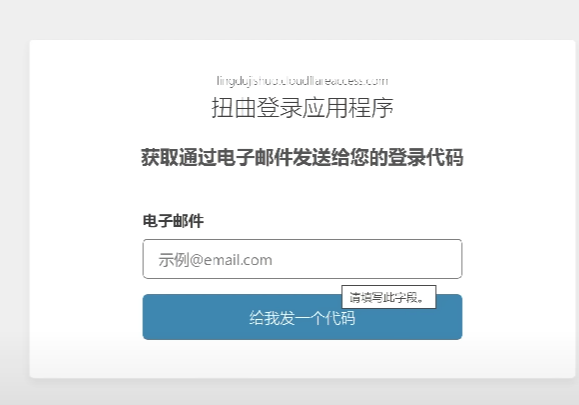 lingdujishuo.cloudflareaccess.com
扭曲登录应用程序
获取通过电子邮件发送给您的登录代码
电子邮件
示例@email.com
请填写此字段。
给我发一个代码